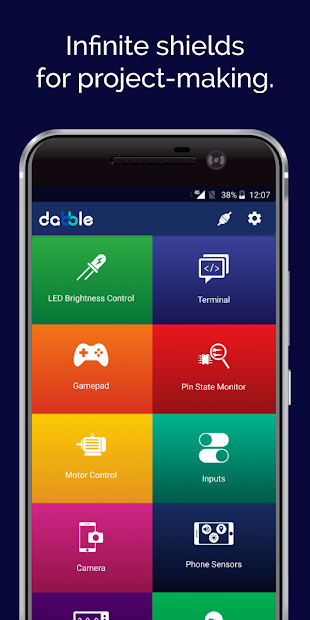 Infinite shields
for project-making.
4G 38% 12:07
dabble
LED Brightness Control
</>
Terminal
Gamepad
Pin State Monitor
Motor Control
Inputs
Camera
Phone Sensors